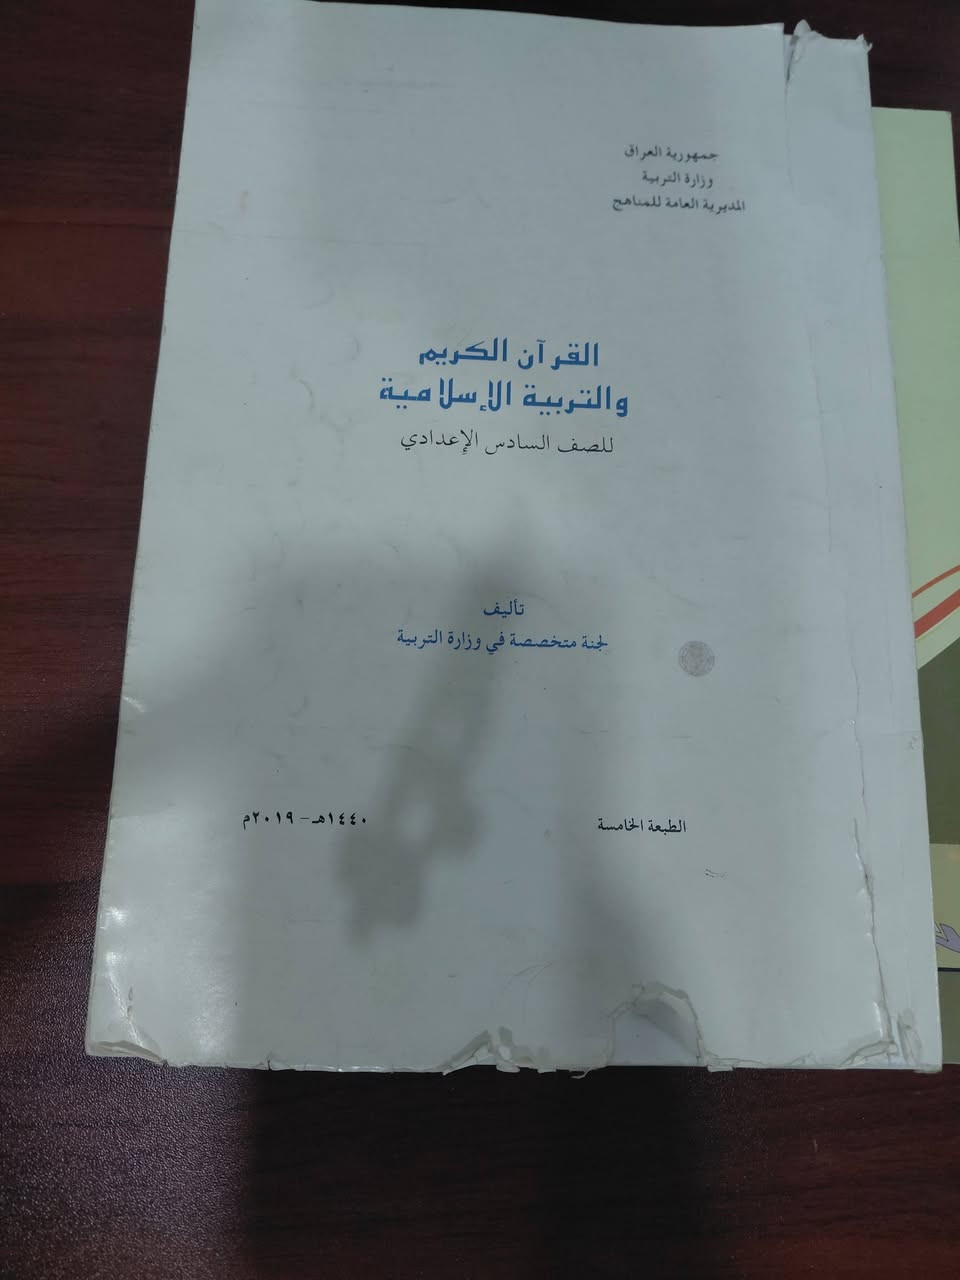 جمهورية العراق
وزارة التربية
المديرية العامة للمناهج
القرآن الكريم
والتربية الإسلامية
للصف السادس الإعدادي
تأليف
لجنة متخصصة في وزارة التربية
الطبعة الخامسة
١٤٤٠هـ - ٢٠١٩م